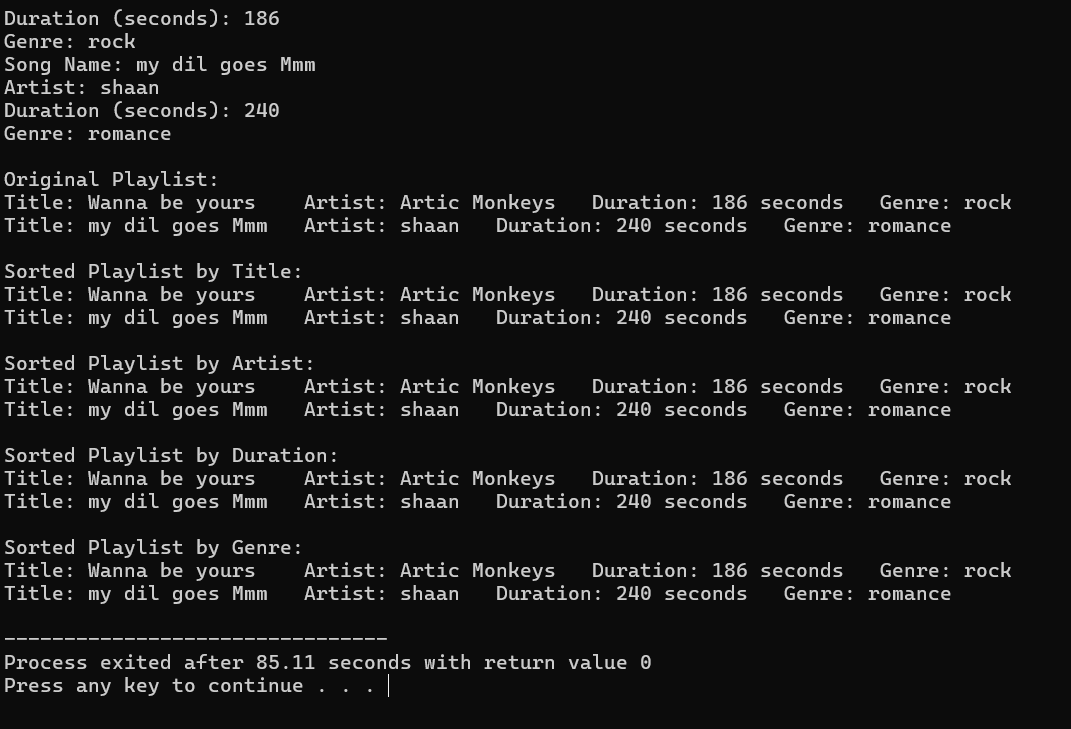 Duration (seconds): 186
Genre: rock
Song Name: my dil goes Mmm
Artist: shaan
Duration (seconds): 240
Genre: romance
Original Playlist:
Title: Wanna be yours    Artist: Artic Monkeys   Duration: 186 seconds   Genre: rock
Title: my dil goes Mmm   Artist: shaan   Duration: 240 seconds   Genre: romance
Sorted Playlist by Title:
Title: Wanna be yours    Artist: Artic Monkeys   Duration: 186 seconds   Genre: rock
Title: my dil goes Mmm   Artist: shaan   Duration: 240 seconds   Genre: romance
Sorted Playlist by Artist:
Title: Wanna be yours    Artist: Artic Monkeys   Duration: 186 seconds   Genre: rock
Title: my dil goes Mmm   Artist: shaan   Duration: 240 seconds   Genre: romance
Sorted Playlist by Duration:
Title: Wanna be yours    Artist: Artic Monkeys   Duration: 186 seconds   Genre: rock
Title: my dil goes Mmm   Artist: shaan   Duration: 240 seconds   Genre: romance
Sorted Playlist by Genre:
Title: Wanna be yours    Artist: Artic Monkeys   Duration: 186 seconds   Genre: rock
Title: my dil goes Mmm   Artist: shaan   Duration: 240 seconds   Genre: romance
--------------------------------
Process exited after 85.11 seconds with return value 0
Press any key to continue . . .